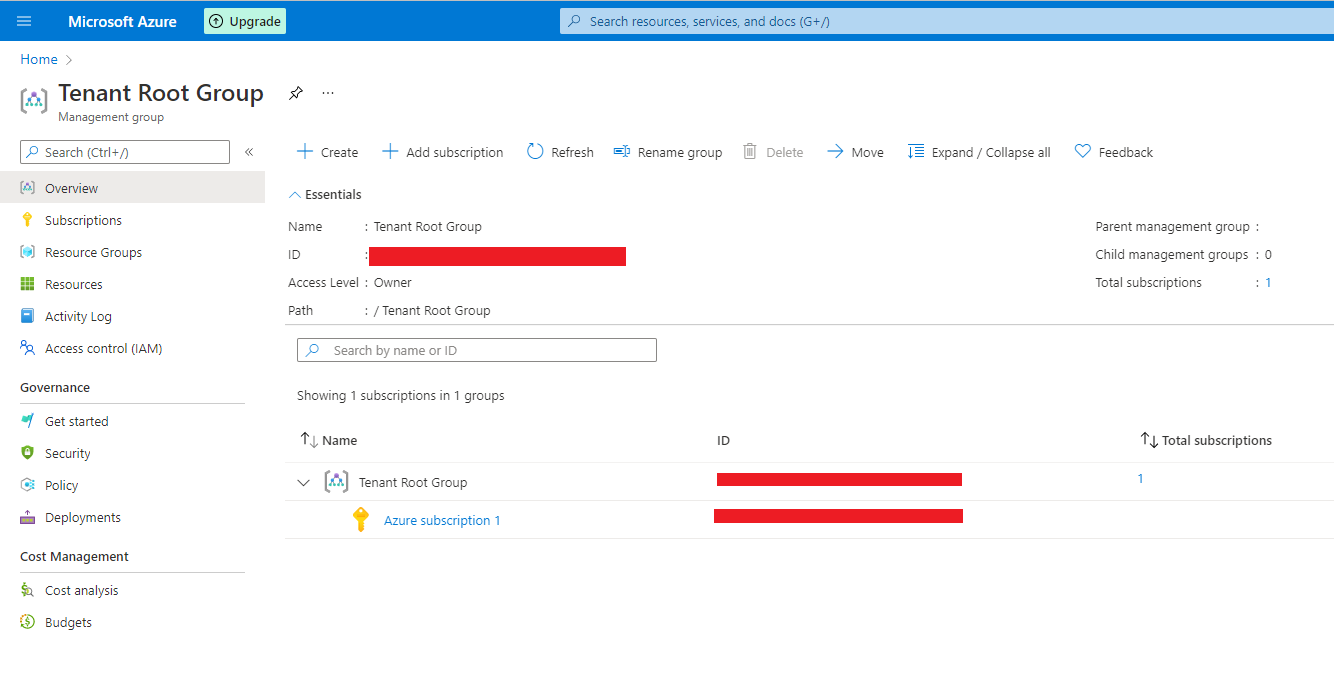 Microsoft Azure
Upgrade
Search resources, services, and docs (G+/)
Home
Tenant Root Group
...
Management group
Search (Ctrl+/)
«
Overview
Subscriptions
Resource Groups
Resources
Activity Log
Access control (IAM)
Governance
Get started
Security
Policy
Deployments
Cost Management
Cost analysis
Budgets
Create
Add subscription
Refresh
Rename group
Delete
Move
Expand / Collapse all
Feedback
Essentials
Name : Tenant Root Group
ID :
Access Level : Owner
Path : / Tenant Root Group
Parent management group :
Child management groups : 0
Total subscriptions : 1
Search by name or ID
Showing 1 subscriptions in 1 groups
Name ID Total subscriptions
Tenant Root Group 1
Azure subscription 1